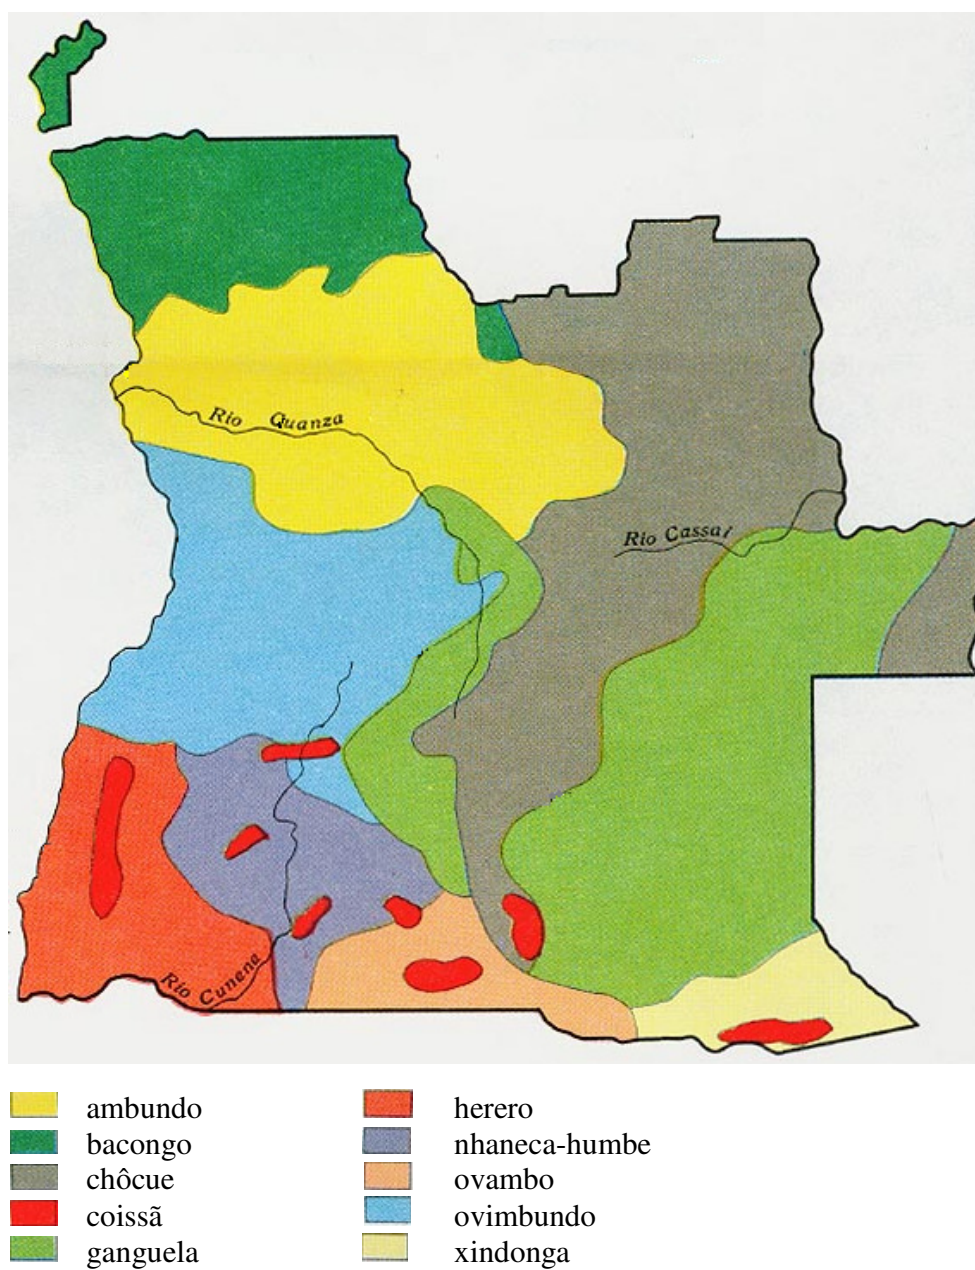 Rio Quanza
Rio Cassai
Rio Cunene
ambundo
bacongo
chôcue
coissã
ganguela
herero
nhaneca-humbe
ovambo
ovimbundo
xindonga